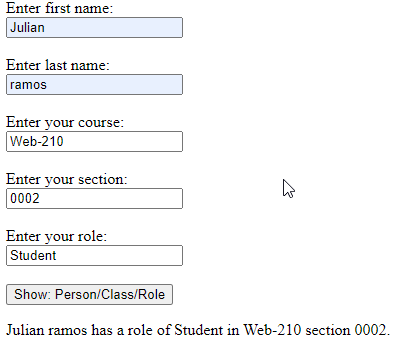 Enter first name:
Julian
Enter last name:
ramos
Enter your course:
Web-210
Enter your section:
0002
Enter your role:
Student
Show: Person/Class/Role
Julian ramos has a role of Student in Web-210 section 0002.